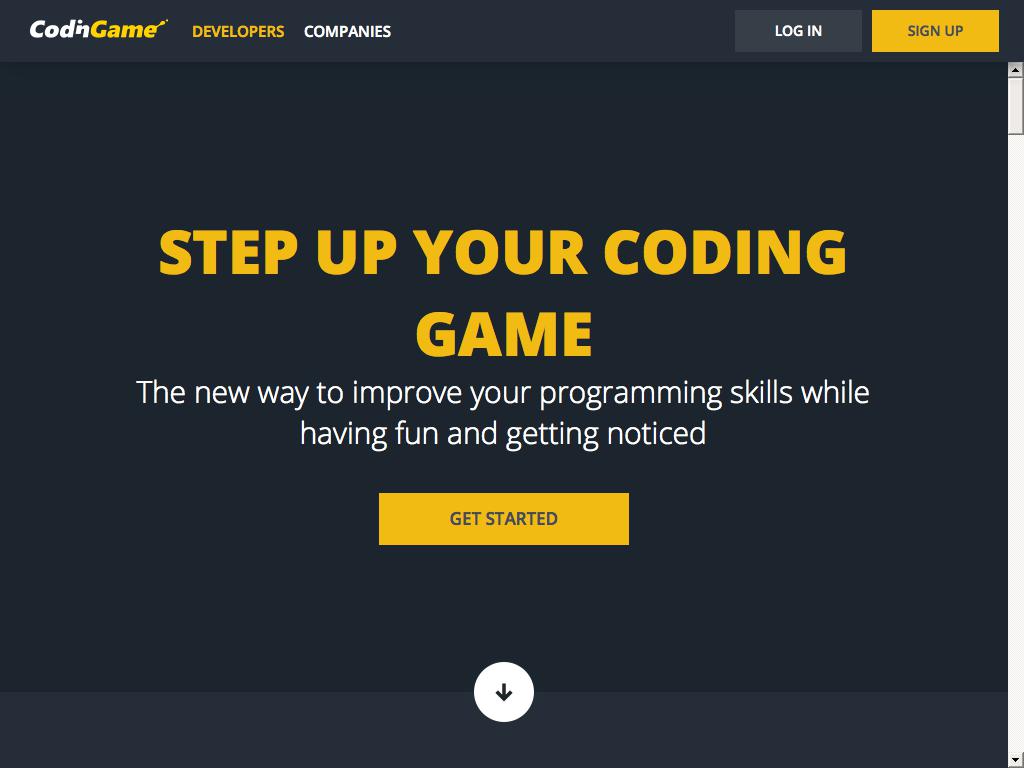 CodinGame
DEVELOPERS
COMPANIES
LOG IN
SIGN UP
STEP UP YOUR CODING
GAME
The new way to improve your programming skills while
having fun and getting noticed
GET STARTED